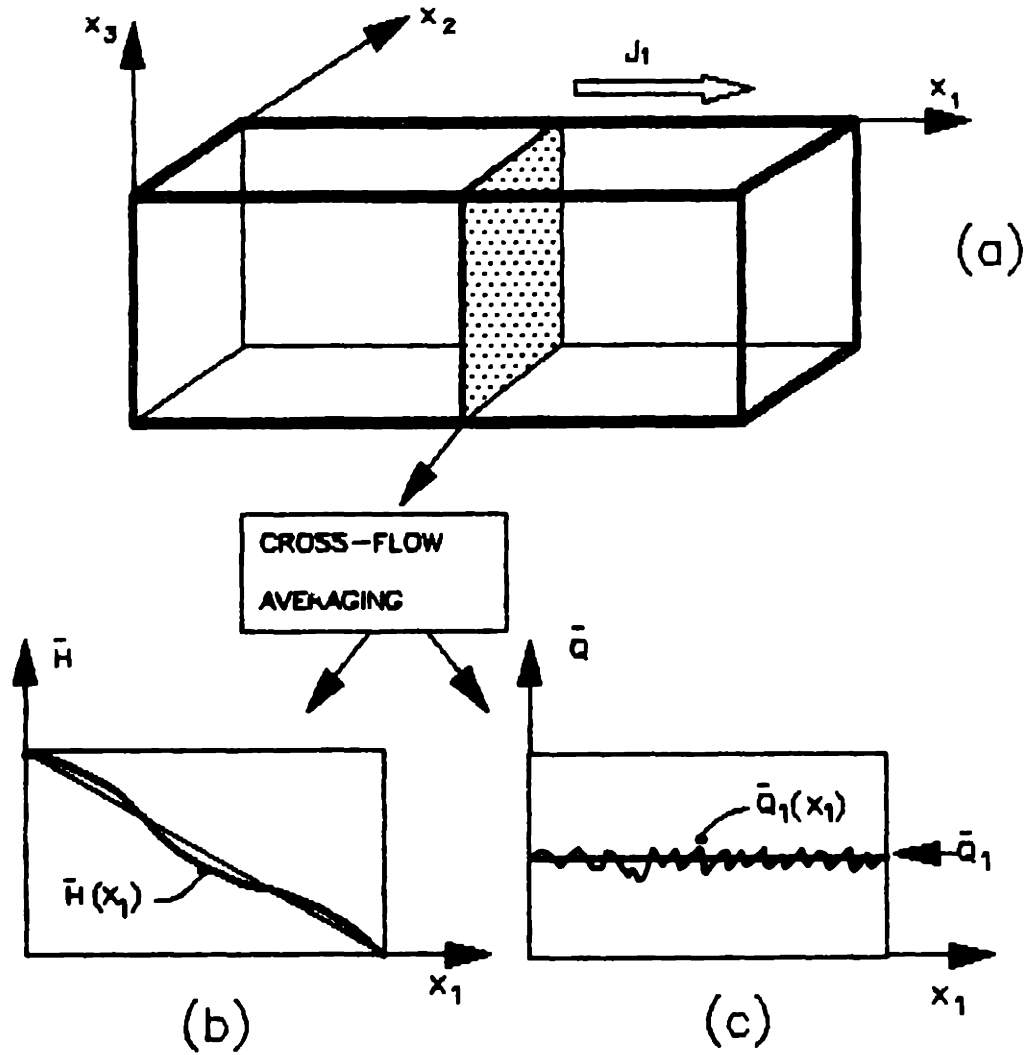 x₃
x₂
J₁
x₁
(a)
CROSS-FLOW
AVERAGING
H̄
Q̄
Q̄₁(x₁)
Q̄₁
H̄(x₁)
x₁
x₁
(b)
(c)